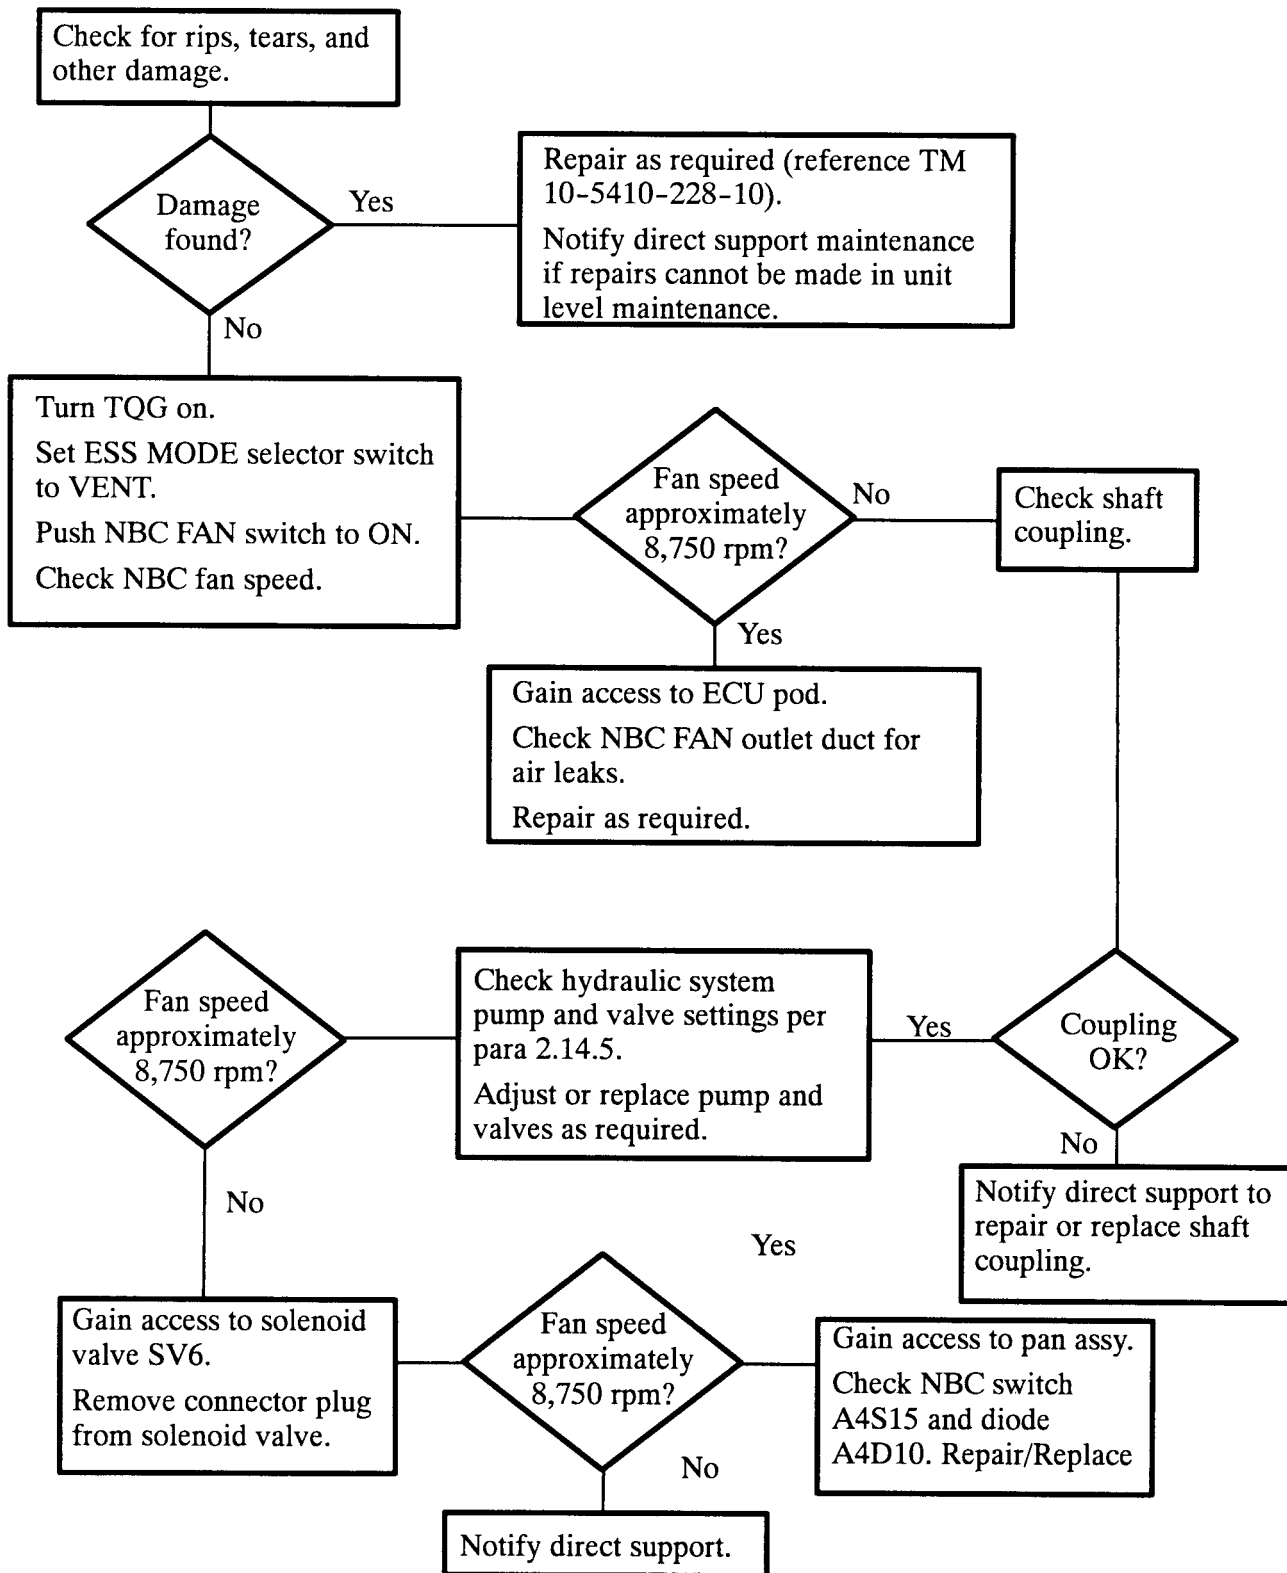 Check for rips, tears, and
other damage.
Damage
found?
Yes
Repair as required (reference TM
10-5410-228-10).
Notify direct support maintenance
if repairs cannot be made in unit
level maintenance.
No
Turn TQG on.
Set ESS MODE selector switch
to VENT.
Push NBC FAN switch to ON.
Check NBC fan speed.
Fan speed
approximately
8,750 rpm?
No
Check shaft
coupling.
Yes
Gain access to ECU pod.
Check NBC FAN outlet duct for
air leaks.
Repair as required.
Coupling
OK?
Yes
Check hydraulic system
pump and valve settings per
para 2.14.5.
Adjust or replace pump and
valves as required.
Fan speed
approximately
8,750 rpm?
No
No
Notify direct support to
repair or replace shaft
coupling.
Gain access to solenoid
valve SV6.
Remove connector plug
from solenoid valve.
Fan speed
approximately
8,750 rpm?
Yes
Gain access to pan assy.
Check NBC switch
A4S15 and diode
A4D10. Repair/Replace
No
Notify direct support.